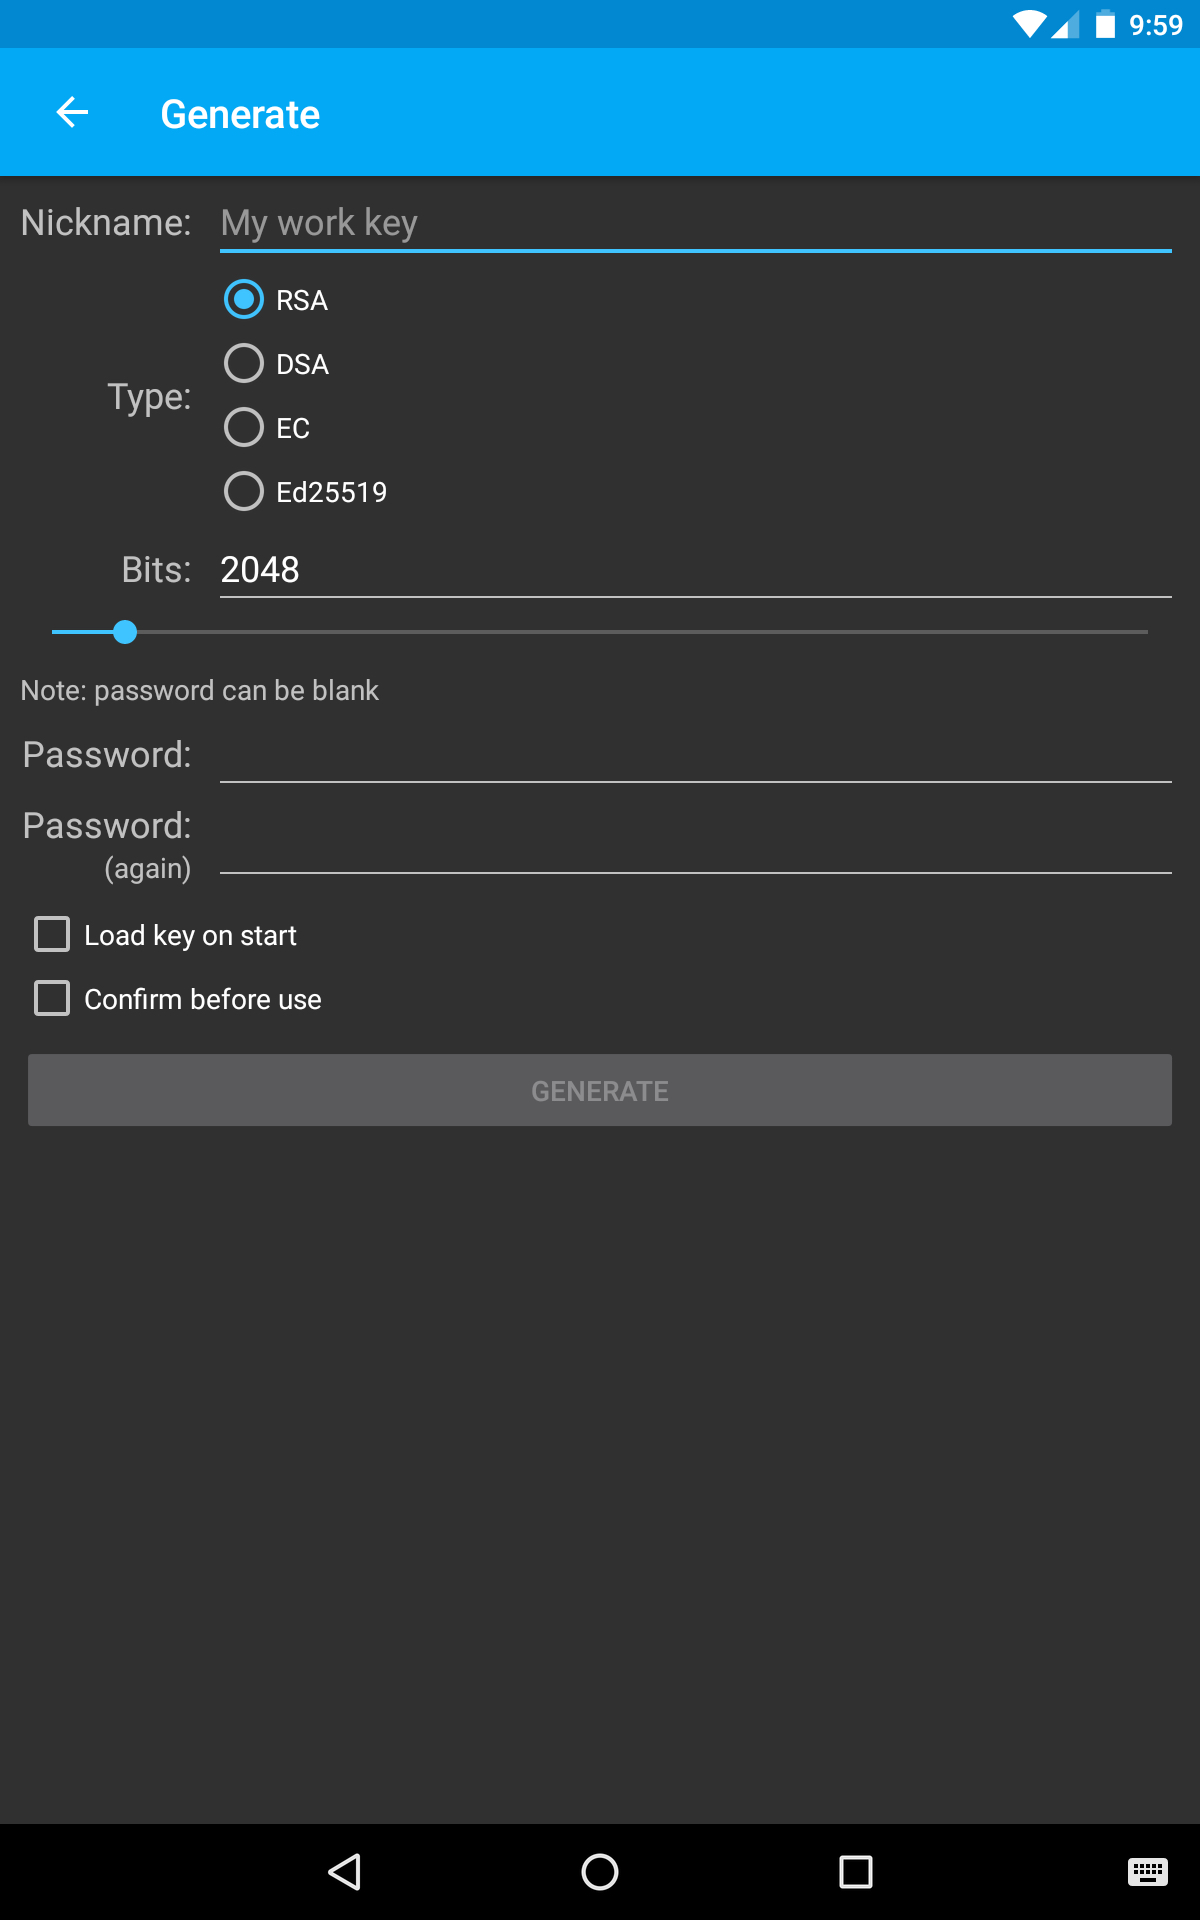 9:59
Generate
Nickname: My work key
RSA
DSA
Type:
EC
Ed25519
Bits: 2048
Note: password can be blank
Password:
Password:
(again)
Load key on start
Confirm before use
GENERATE